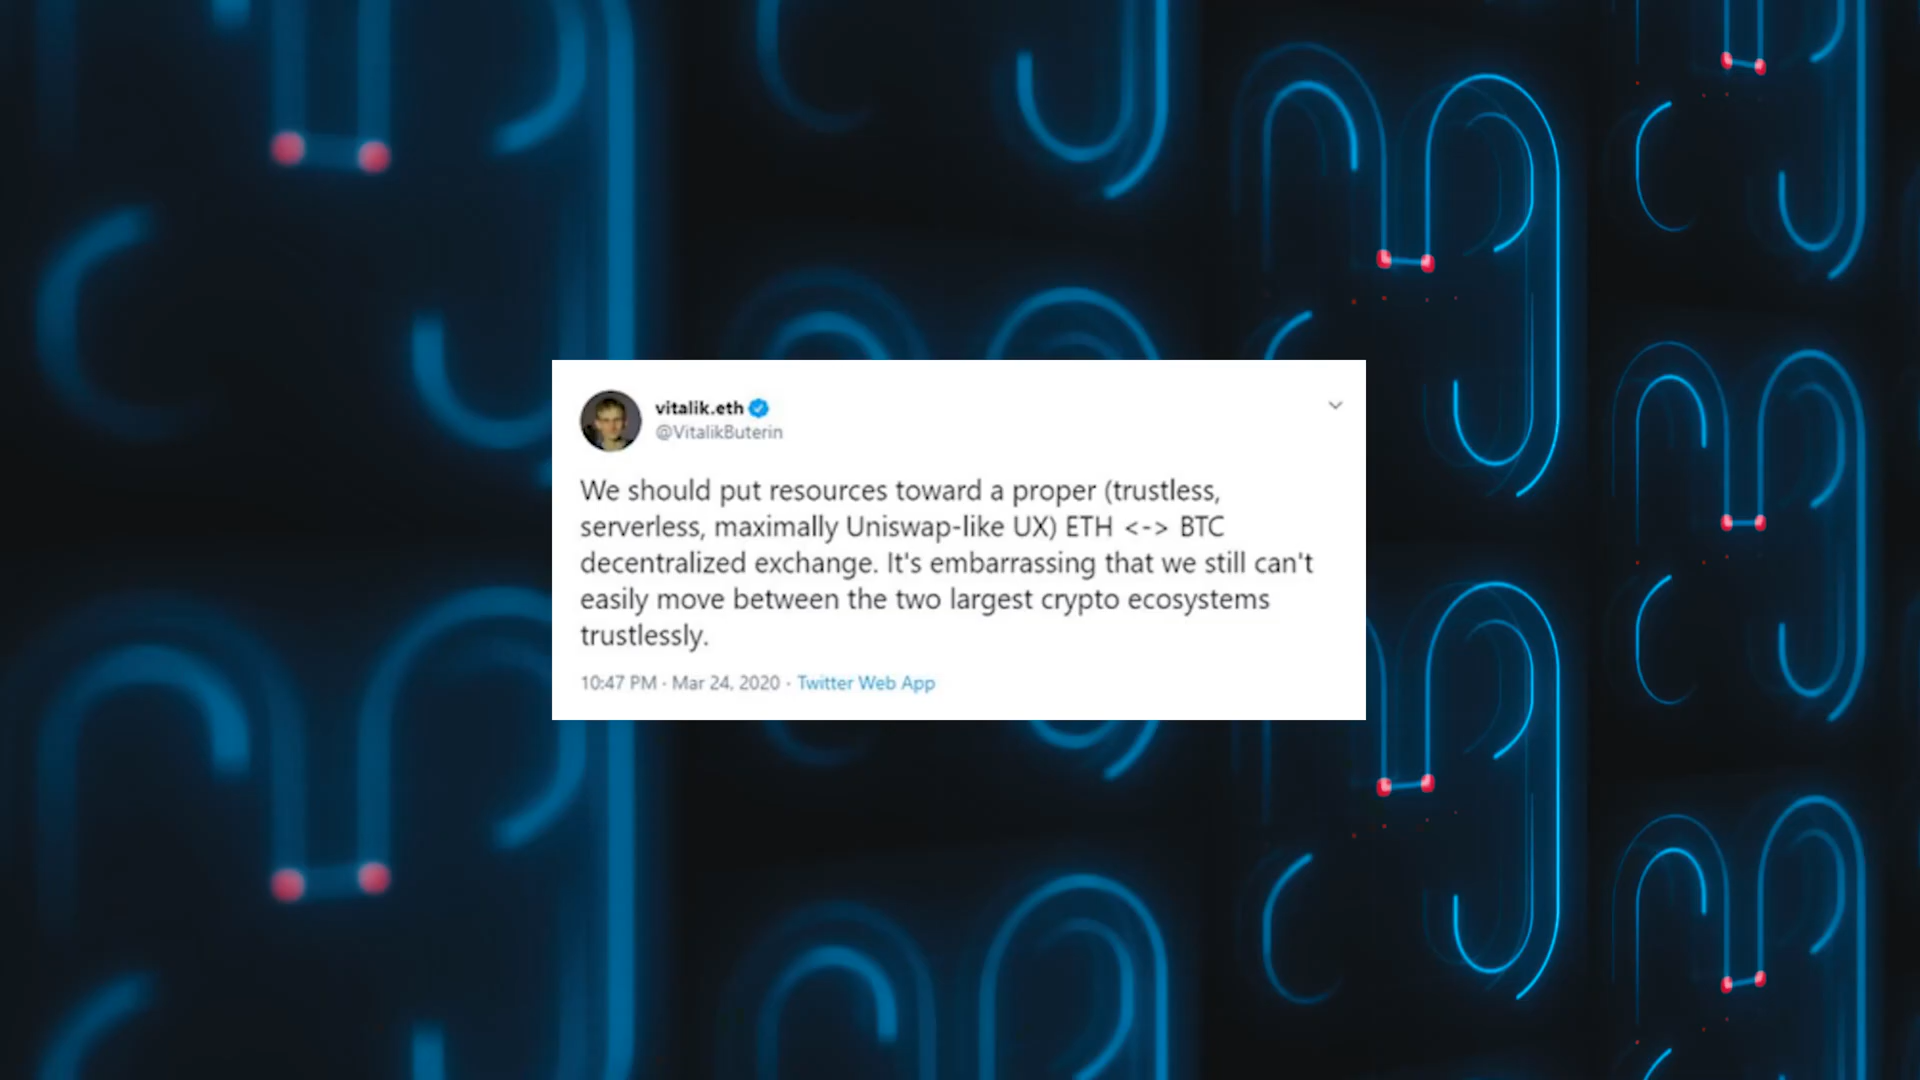 vitalik.eth
@VitalikButerin
We should put resources toward a proper (trustless,
serverless, maximally Uniswap-like UX) ETH <-> BTC
decentralized exchange. It's embarrassing that we still can't
easily move between the two largest crypto ecosystems
trustlessly.
10:47 PM · Mar 24, 2020 · Twitter Web App